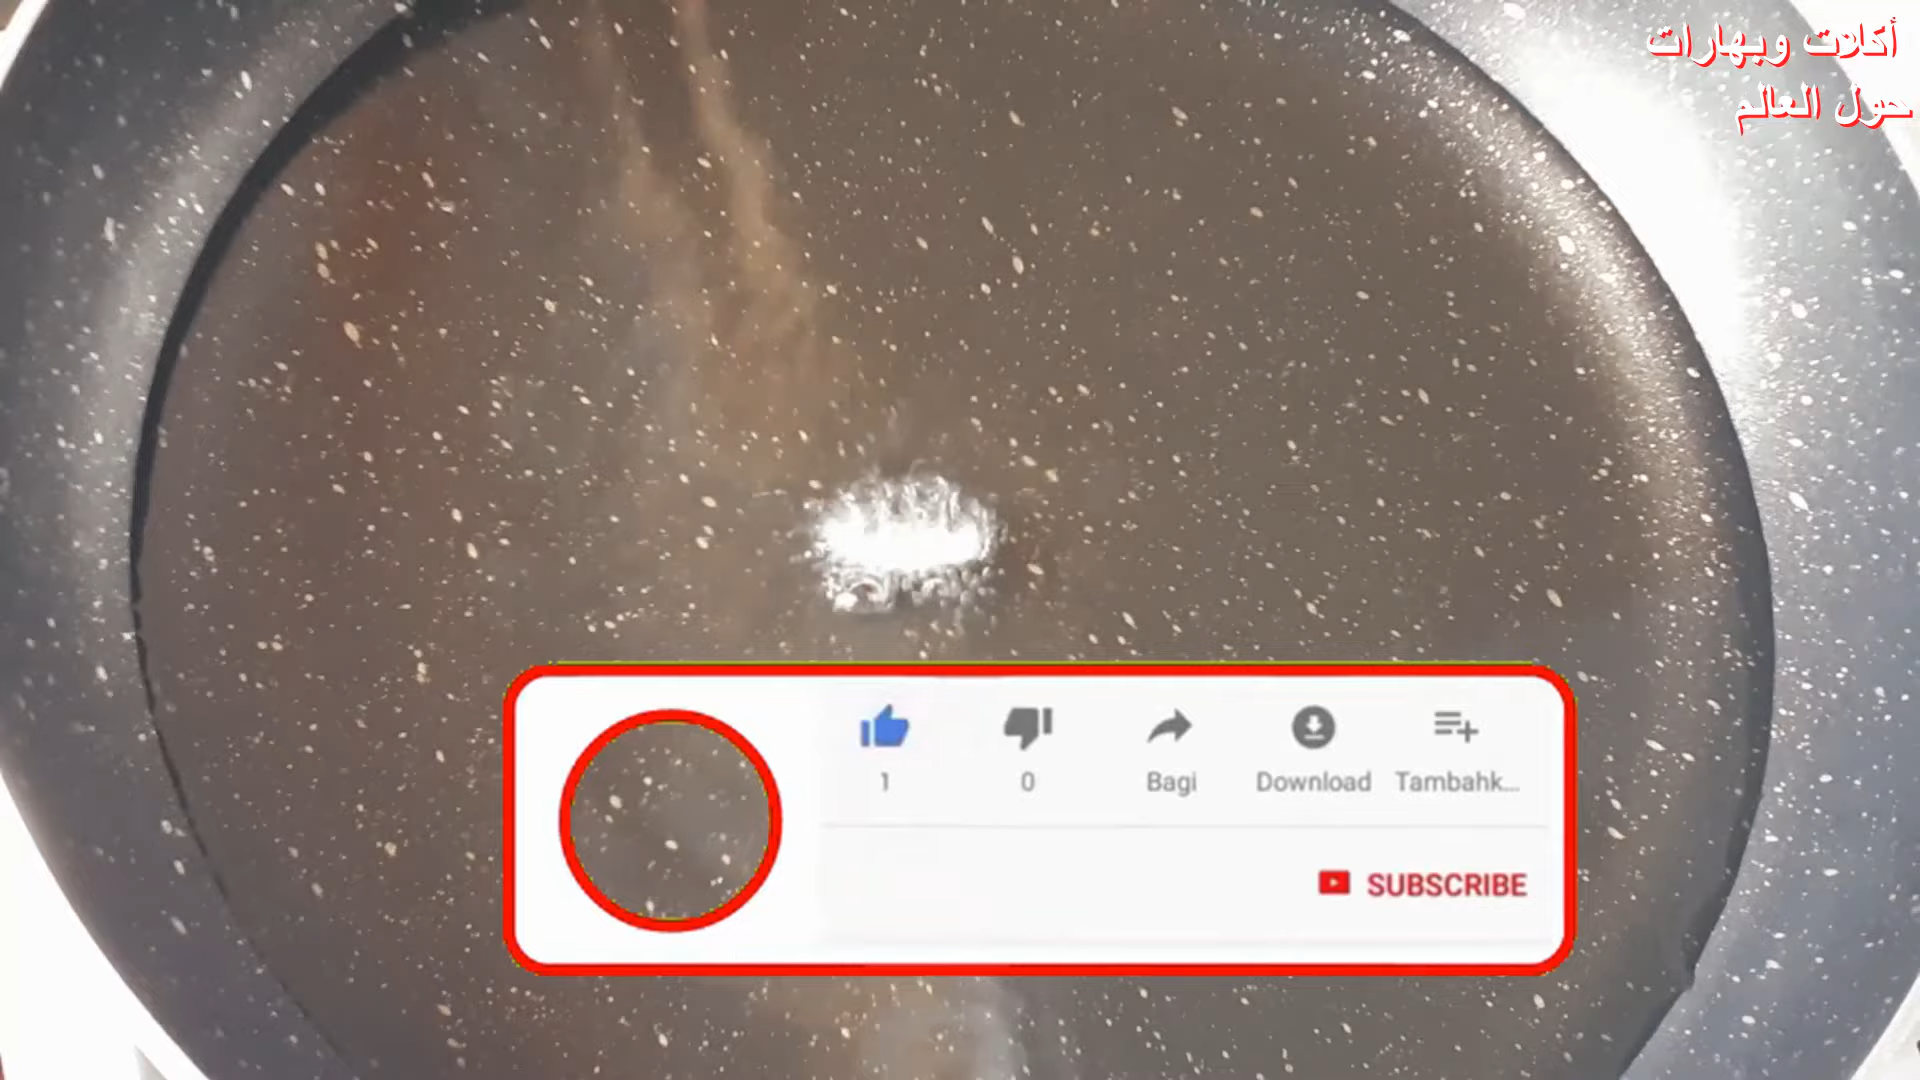 أكلات وبهارات
حول العالم
1
0
Bagi
Download
Tambahk...
SUBSCRIBE